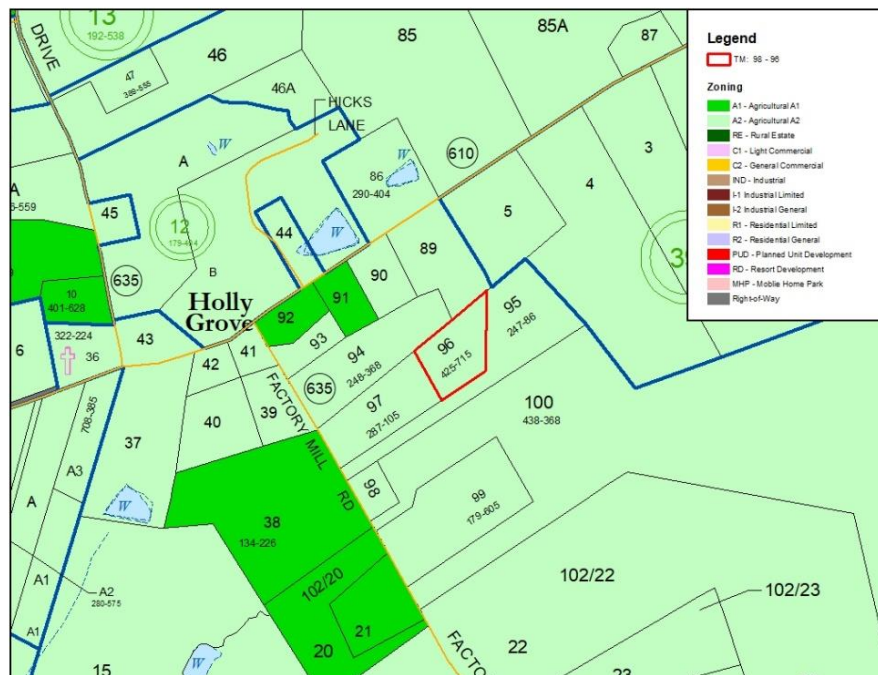 13
192-538
DRIVE
46
85
85A
87
47
389-555
46A
HICKS
LANE
A
W
W
86
290-404
610
3
4
5
45
12
44
W
B
635
10
401-628
Holly
Grove
89
90
91
92
95
247-86
96
425-715
93
94
248-368
6
322-224
36
43
42
41
635
97
287-105
100
438-368
708-385
37
40
39
FACTORY MILL RD
A3
A
W
98
99
179-605
38
134-226
102/20
102/22
102/23
A1
A2
280-575
21
A1
20
22
FACTO
15
W
23
Legend
TM: 98 - 96
Zoning
A1 - Agricultural A1
A2 - Agricultural A2
RE - Rural Estate
C1 - Light Commercial
C2 - General Commercial
IND - Industrial
I-1 Industrial Limited
I-2 Industrial General
R1 - Residential Limited
R2 - Residential General
PUD - Planned Unit Development
RD - Resort Development
MHP - Moblie Home Park
Right-of-Way